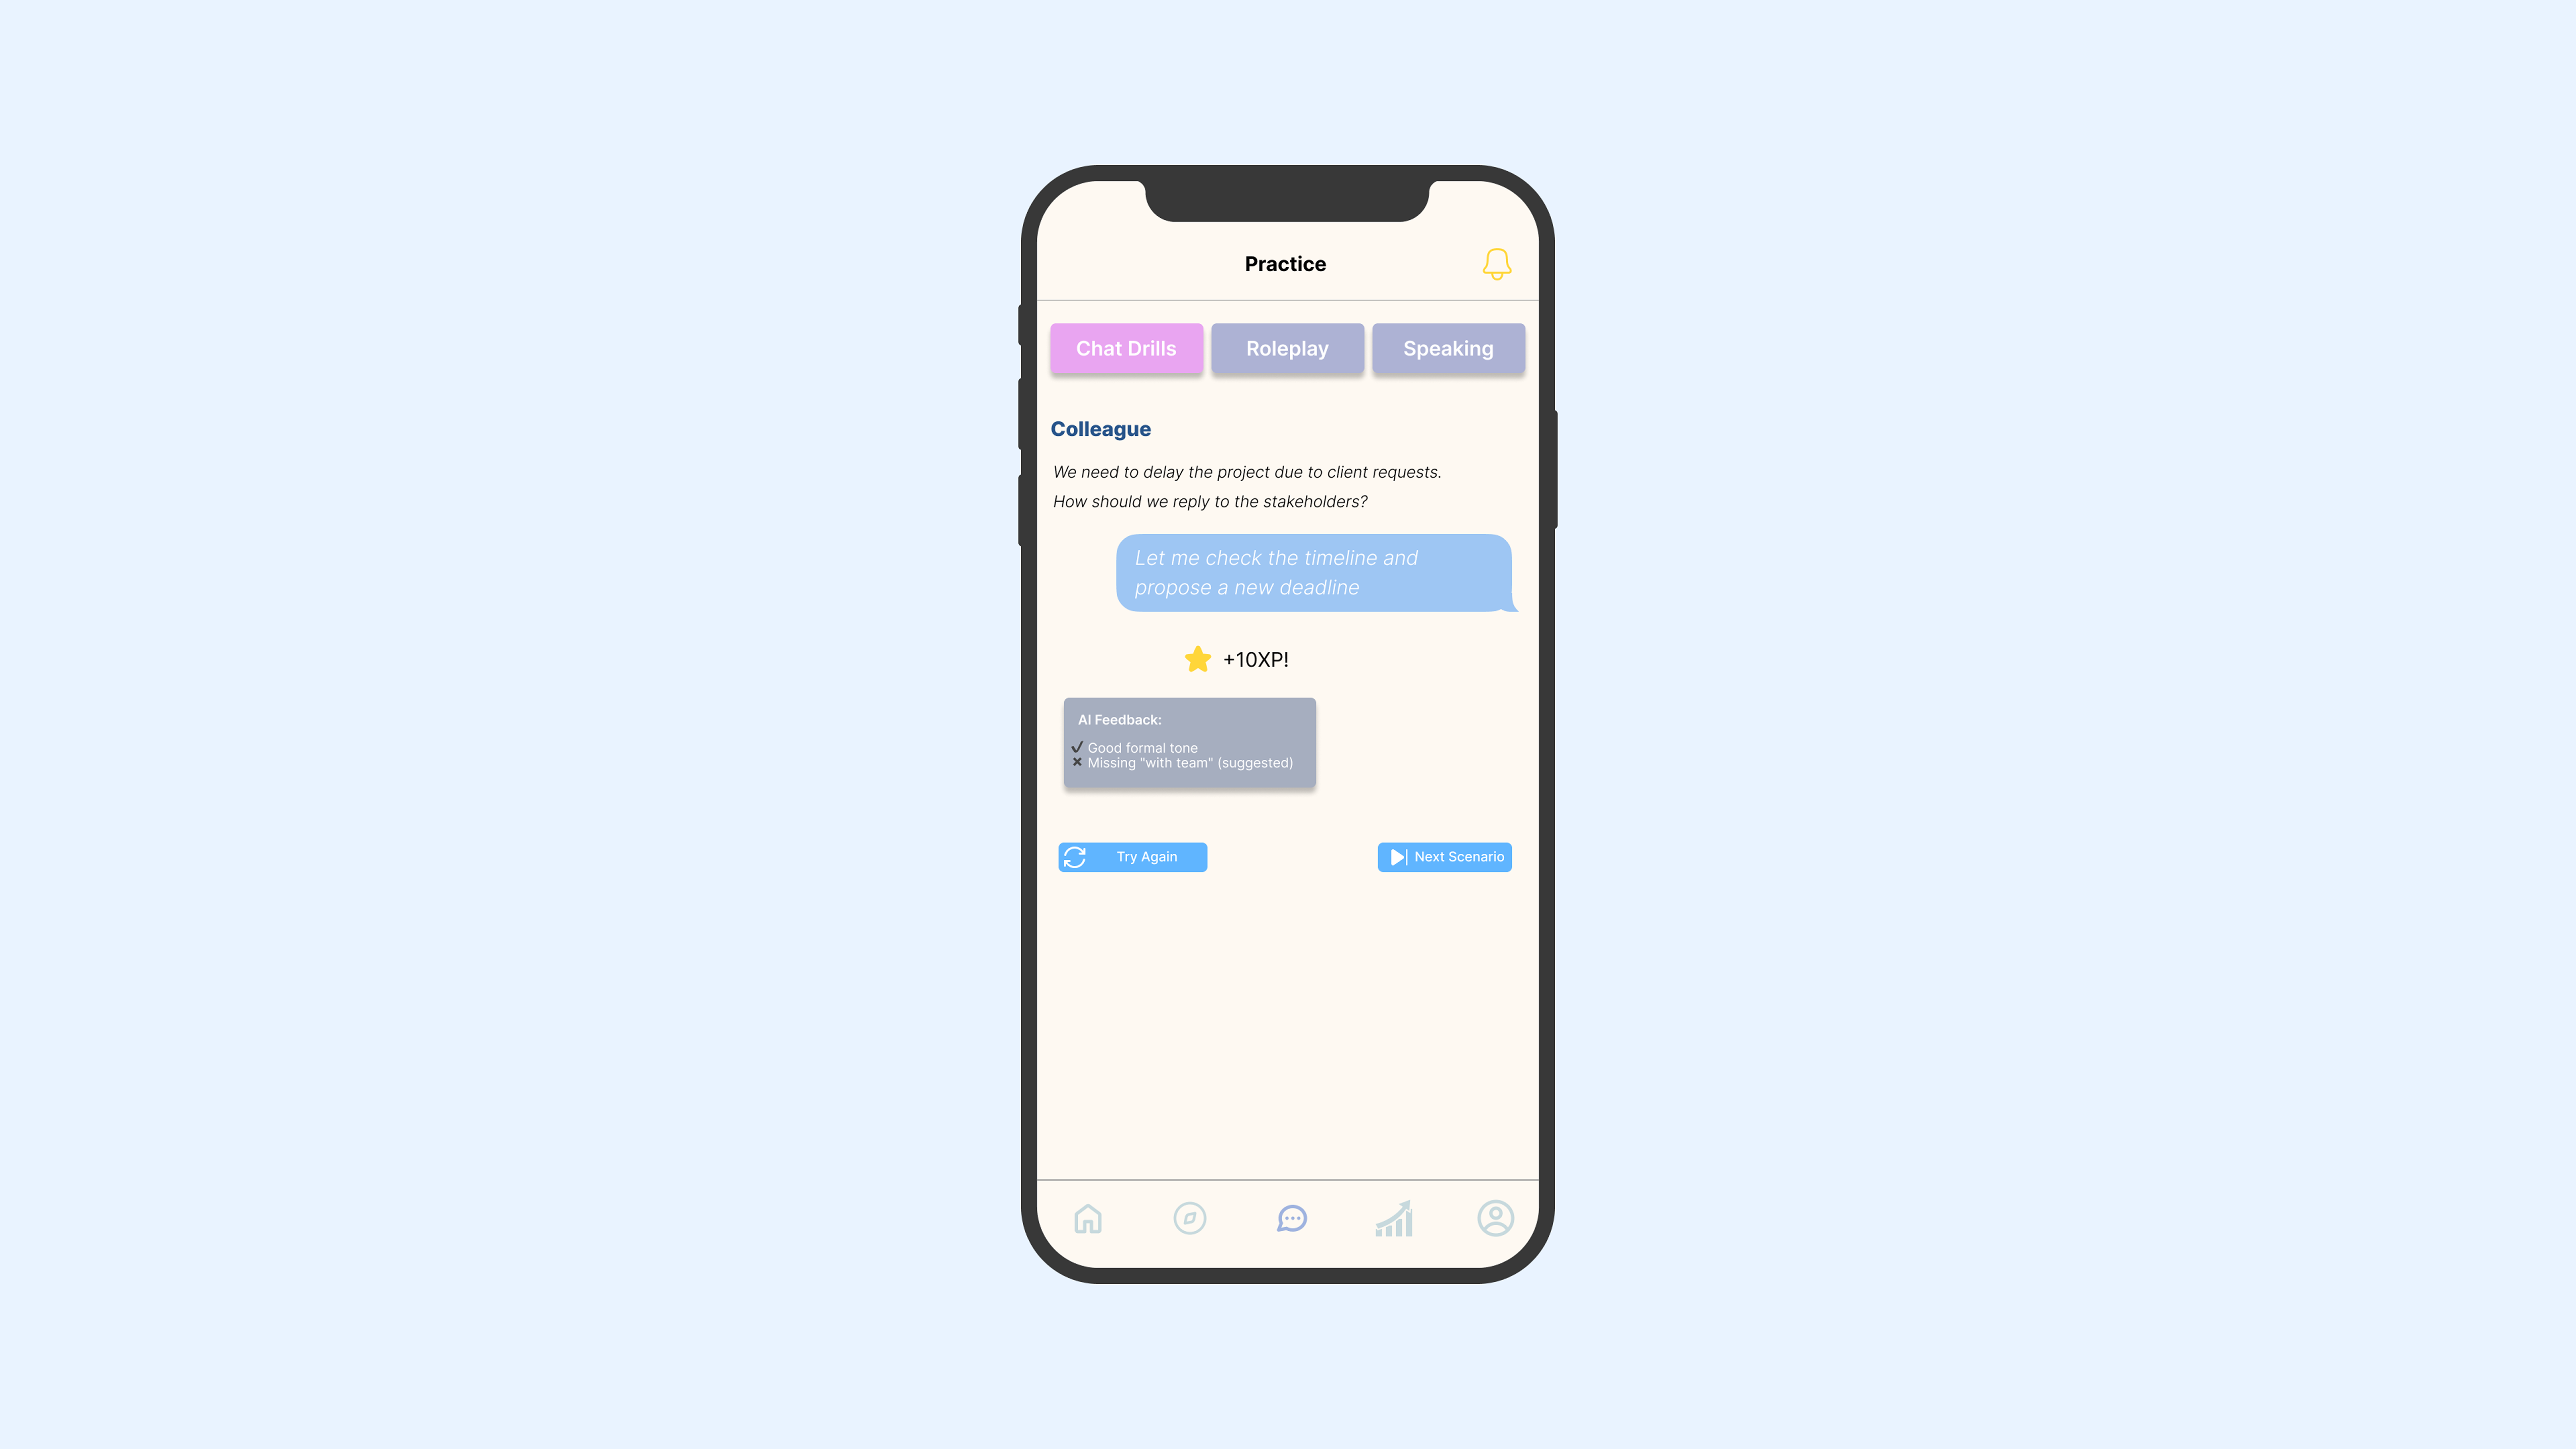 Practice
Chat Drills
Roleplay
Speaking
Colleague
We need to delay the project due to client requests.
How should we reply to the stakeholders?
Let me check the timeline and
propose a new deadline
+10XP!
AI Feedback:
Good formal tone
Missing "with team" (suggested)
Try Again
Next Scenario